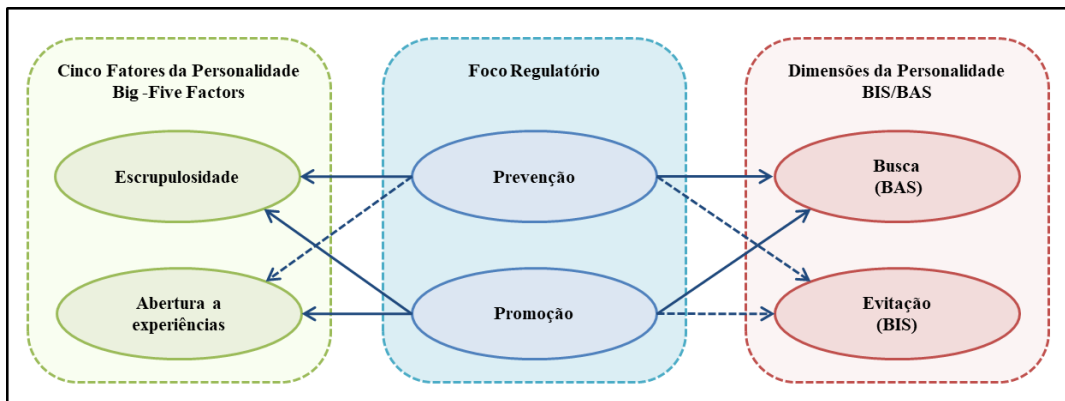 Cinco Fatores da Personalidade
Big -Five Factors
Escrupulosidade
Abertura a
experiências
Foco Regulatório
Prevenção
Promoção
Dimensões da Personalidade
BIS/BAS
Busca
(BAS)
Evitação
(BIS)